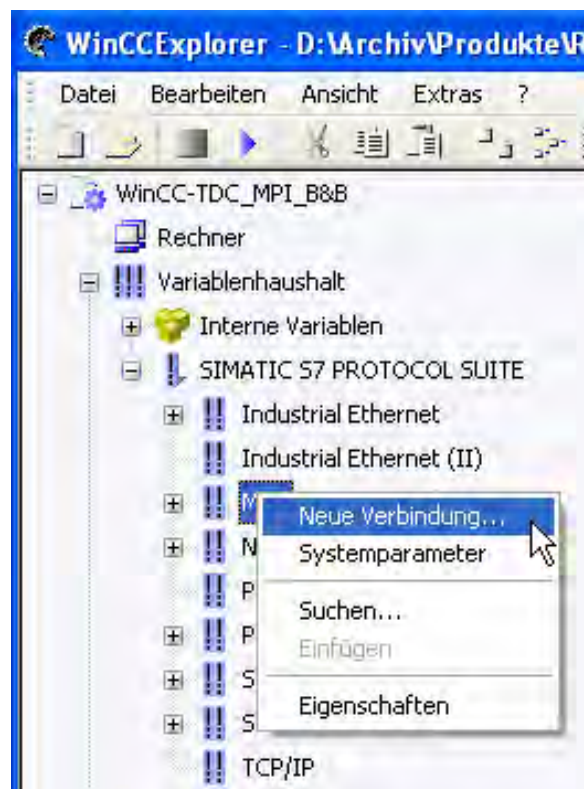 WinCCExplorer - D:\Archiv\Produkte\R
Datei Bearbeiten Ansicht Extras ?
WinCC-TDC_MPI_B&B
Rechner
Variablenhaushalt
Interne Variablen
SIMATIC S7 PROTOCOL SUITE
Industrial Ethernet
Industrial Ethernet (II)
M
Neue Verbindung...
N
Systemparameter
P
Suchen...
P
Einfügen
S
Eigenschaften
S
TCP/IP